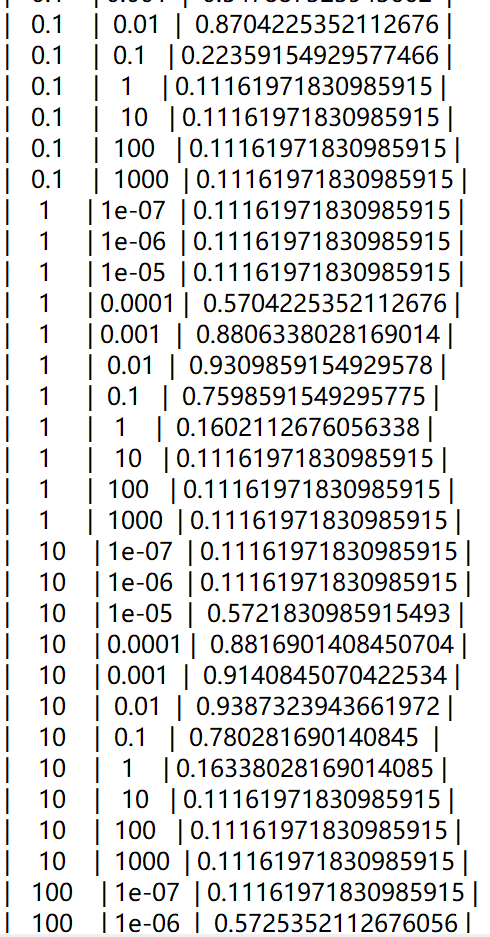 |  0.1  |  0.01  |  0.8704225352112676 |
|  0.1  |  0.1  | 0.22359154929577466 |
|  0.1  |  1  | 0.11161971830985915 |
|  0.1  |  10  | 0.11161971830985915 |
|  0.1  |  100  | 0.11161971830985915 |
|  0.1  |  1000  | 0.11161971830985915 |
|  1  | 1e-07  | 0.11161971830985915 |
|  1  | 1e-06  | 0.11161971830985915 |
|  1  | 1e-05  | 0.11161971830985915 |
|  1  | 0.0001 |  0.5704225352112676 |
|  1  | 0.001  |  0.8806338028169014 |
|  1  |  0.01  |  0.9309859154929578 |
|  1  |  0.1  |  0.7598591549295775 |
|  1  |  1  |  0.1602112676056338 |
|  1  |  10  | 0.11161971830985915 |
|  1  |  100  | 0.11161971830985915 |
|  1  |  1000  | 0.11161971830985915 |
|  10  | 1e-07  | 0.11161971830985915 |
|  10  | 1e-06  | 0.11161971830985915 |
|  10  | 1e-05  |  0.5721830985915493 |
|  10  | 0.0001 |  0.8816901408450704 |
|  10  | 0.001  |  0.9140845070422534 |
|  10  |  0.01  |  0.9387323943661972 |
|  10  |  0.1  |  0.780281690140845  |
|  10  |  1  | 0.16338028169014085 |
|  10  |  10  | 0.11161971830985915 |
|  10  |  100  | 0.11161971830985915 |
|  10  |  1000  | 0.11161971830985915 |
|  100  | 1e-07  | 0.11161971830985915 |
|  100  | 1e-06  |  0.5725352112676056 |